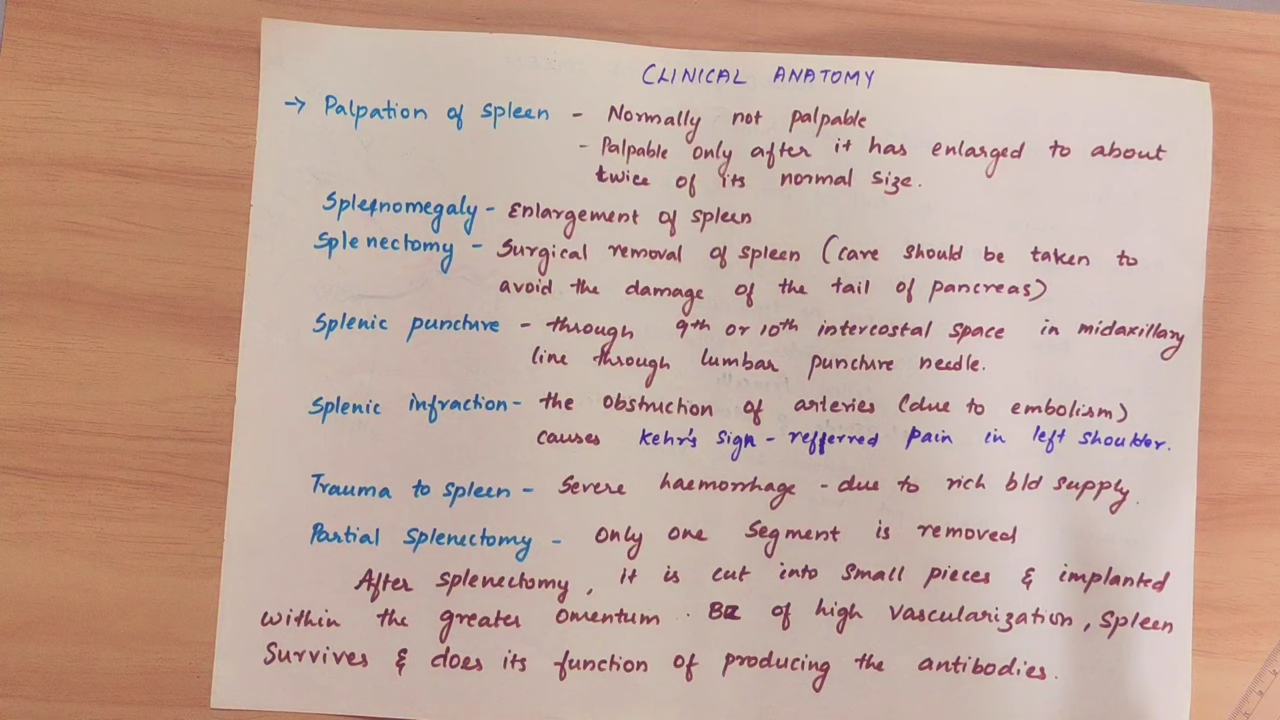 CLINICAL ANATOMY
→ Palpation of spleen - Normally not palpable
- Palpable only after it has enlarged to about
twice of its normal size.
Splenomegaly - Enlargement of spleen
Splenectomy - Surgical removal of spleen (care should be taken to
avoid the damage of the tail of pancreas)
Splenic puncture - through 9th or 10th intercostal space in midaxillary
line through lumbar puncture needle.
Splenic infraction - the obstruction of arteries (due to embolism)
causes Kehr's sign - refferred pain in left shoulder.
Trauma to spleen - Severe haemorrhage - due to rich bld supply.
Partial Splenectomy - Only one segment is removed
After splenectomy, it is cut into small pieces & implanted
within the greater omentum. Bz of high vascularization, spleen
survives & does its function of producing the antibodies.